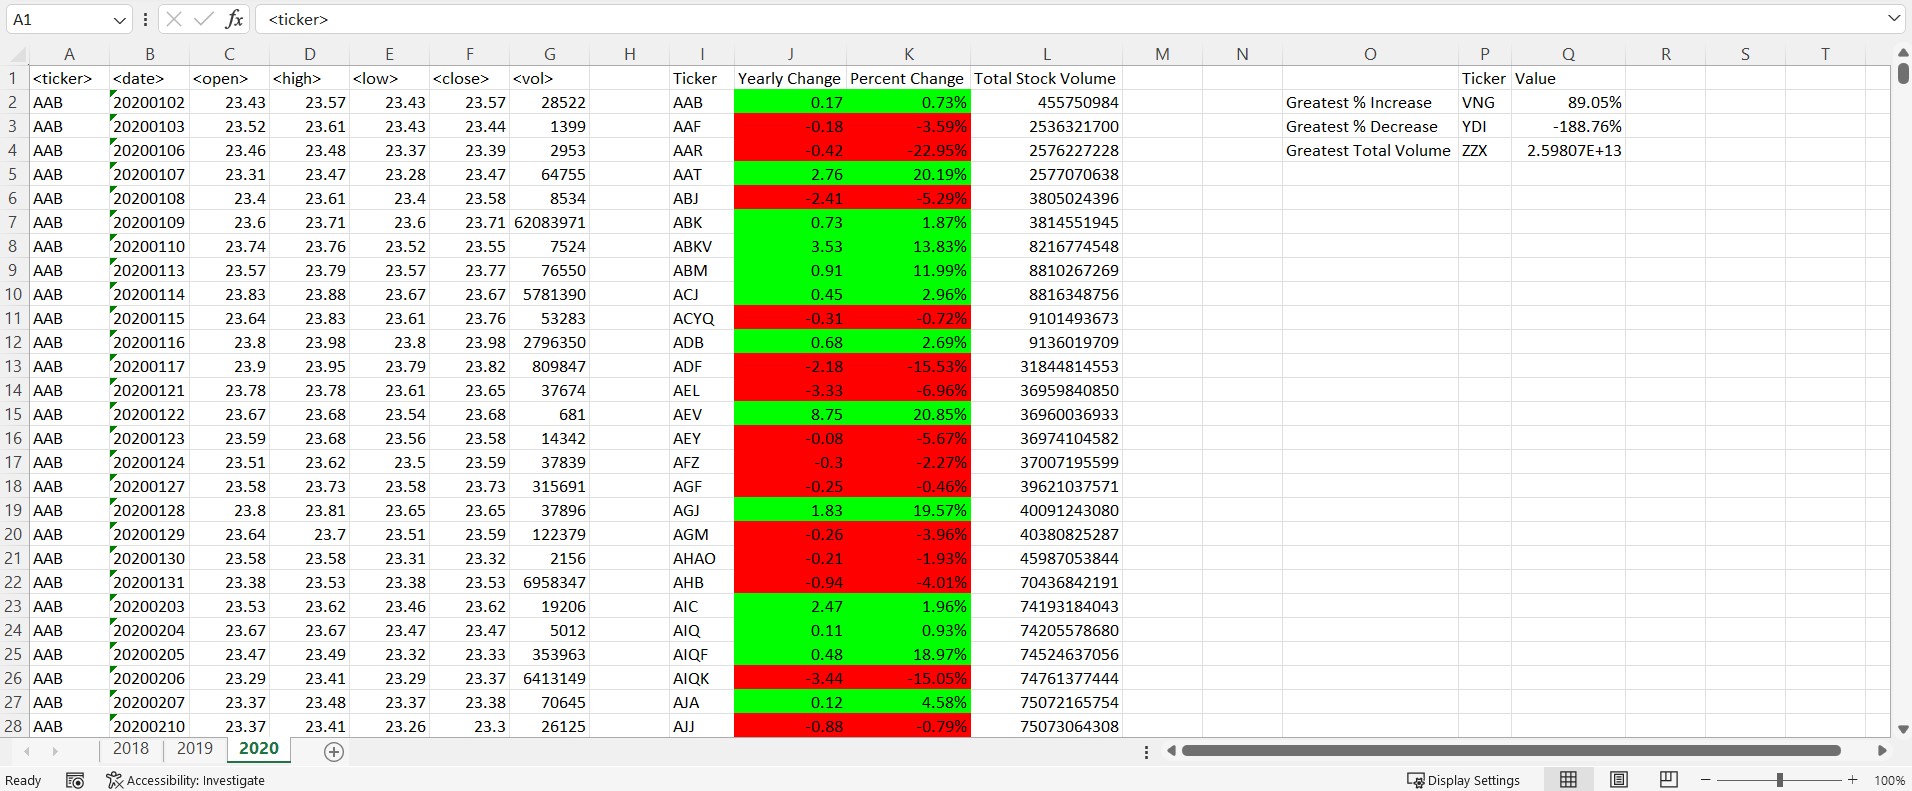 A1 fx <ticker>
A B C D E F G H I J K L M N O P Q R S T
1 <ticker> <date> <open> <high> <low> <close> <vol> Ticker Yearly Change Percent Change Total Stock Volume Ticker Value
2 AAB 20200102 23.43 23.57 23.43 23.57 28522 AAB 0.17 0.73% 455750984 Greatest % Increase VNG 89.05%
3 AAB 20200103 23.52 23.61 23.43 23.44 1399 AAF -0.18 -3.59% 2536321700 Greatest % Decrease YDI -188.76%
4 AAB 20200106 23.46 23.48 23.37 23.39 2953 AAR -0.42 -22.95% 2576227228 Greatest Total Volume ZZX 2.59807E+13
5 AAB 20200107 23.31 23.47 23.28 23.47 64755 AAT 2.76 20.19% 2577070638
6 AAB 20200108 23.4 23.61 23.4 23.58 8534 ABJ -2.41 -5.29% 3805024396
7 AAB 20200109 23.6 23.71 23.6 23.71 62083971 ABK 0.73 1.87% 3814551945
8 AAB 20200110 23.74 23.76 23.52 23.55 7524 ABKV 3.53 13.83% 8216774548
9 AAB 20200113 23.57 23.79 23.57 23.77 76550 ABM 0.91 11.99% 8810267269
10 AAB 20200114 23.83 23.88 23.67 23.67 5781390 ACJ 0.45 2.96% 8816348756
11 AAB 20200115 23.64 23.83 23.61 23.76 53283 ACYQ -0.31 -0.72% 9101493673
12 AAB 20200116 23.8 23.98 23.8 23.98 2796350 ADB 0.68 2.69% 9136019709
13 AAB 20200117 23.9 23.95 23.79 23.82 809847 ADF -2.18 -15.53% 31844814553
14 AAB 20200121 23.78 23.78 23.61 23.65 37674 AEL -3.33 -6.96% 36959840850
15 AAB 20200122 23.67 23.68 23.54 23.68 681 AEV 8.75 20.85% 36960036933
16 AAB 20200123 23.59 23.68 23.56 23.58 14342 AEY -0.08 -5.67% 36974104582
17 AAB 20200124 23.51 23.62 23.5 23.59 37839 AFZ -0.3 -2.27% 37007195599
18 AAB 20200127 23.58 23.73 23.58 23.73 315691 AGF -0.25 -0.46% 39621037571
19 AAB 20200128 23.8 23.81 23.65 23.65 37896 AGJ 1.83 19.57% 40091243080
20 AAB 20200129 23.64 23.7 23.51 23.59 122379 AGM -0.26 -3.96% 40380825287
21 AAB 20200130 23.58 23.58 23.31 23.32 2156 AHAO -0.21 -1.93% 45987053844
22 AAB 20200131 23.38 23.53 23.38 23.53 6958347 AHB -0.94 -4.01% 70436842191
23 AAB 20200203 23.53 23.62 23.46 23.62 19206 AIC 2.47 1.96% 74193184043
24 AAB 20200204 23.67 23.67 23.47 23.47 5012 AIQ 0.11 0.93% 74205578680
25 AAB 20200205 23.47 23.49 23.32 23.33 353963 AIQF 0.48 18.97% 74524637056
26 AAB 20200206 23.29 23.41 23.29 23.37 6413149 AIQK -3.44 -15.05% 74761377444
27 AAB 20200207 23.37 23.48 23.37 23.38 70645 AJA 0.12 4.58% 75072165754
28 AAB 20200210 23.37 23.41 23.26 23.3 26125 AJJ -0.88 -0.79% 75073064308
2018 2019 2020
Ready Accessibility: Investigate Display Settings 100%